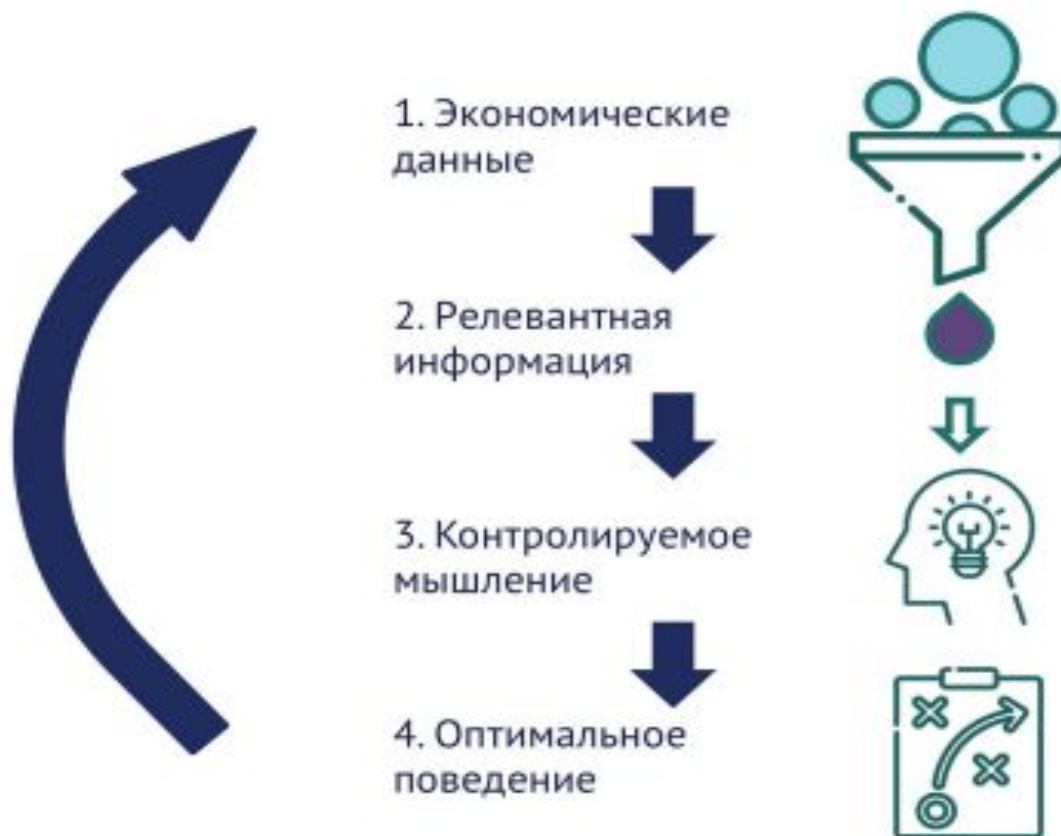 1. Экономические
данные
2. Релевантная
информация
3. Контролируемое
мышление
4. Оптимальное
поведение